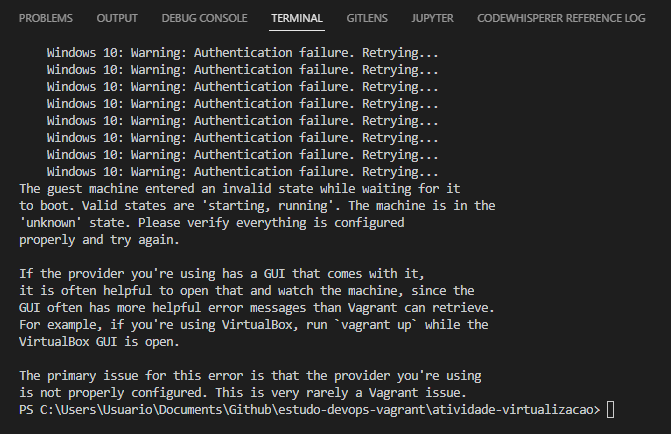 PROBLEMS OUTPUT DEBUG CONSOLE TERMINAL GITLENS JUPYTER CODEWHISPERER REFERENCE LOG
Windows 10: Warning: Authentication failure. Retrying...
Windows 10: Warning: Authentication failure. Retrying...
Windows 10: Warning: Authentication failure. Retrying...
Windows 10: Warning: Authentication failure. Retrying...
Windows 10: Warning: Authentication failure. Retrying...
Windows 10: Warning: Authentication failure. Retrying...
Windows 10: Warning: Authentication failure. Retrying...
Windows 10: Warning: Authentication failure. Retrying...
The guest machine entered an invalid state while waiting for it
to boot. Valid states are 'starting, running'. The machine is in the
'unknown' state. Please verify everything is configured
properly and try again.
If the provider you're using has a GUI that comes with it,
it is often helpful to open that and watch the machine, since the
GUI often has more helpful error messages than Vagrant can retrieve.
For example, if you're using VirtualBox, run `vagrant up` while the
VirtualBox GUI is open.
The primary issue for this error is that the provider you're using
is not properly configured. This is very rarely a Vagrant issue.
PS C:\Users\Usuario\Documents\Github\estudo-devops-vagrant\atividade-virtualizacao>